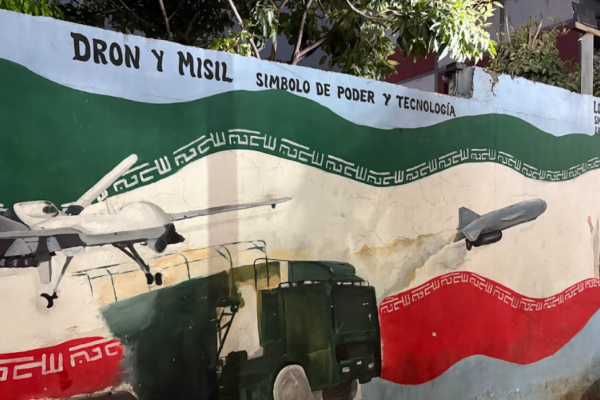 DRON Y MISIL
SIMBOLO DE PODER Y TECNOLOGÍA